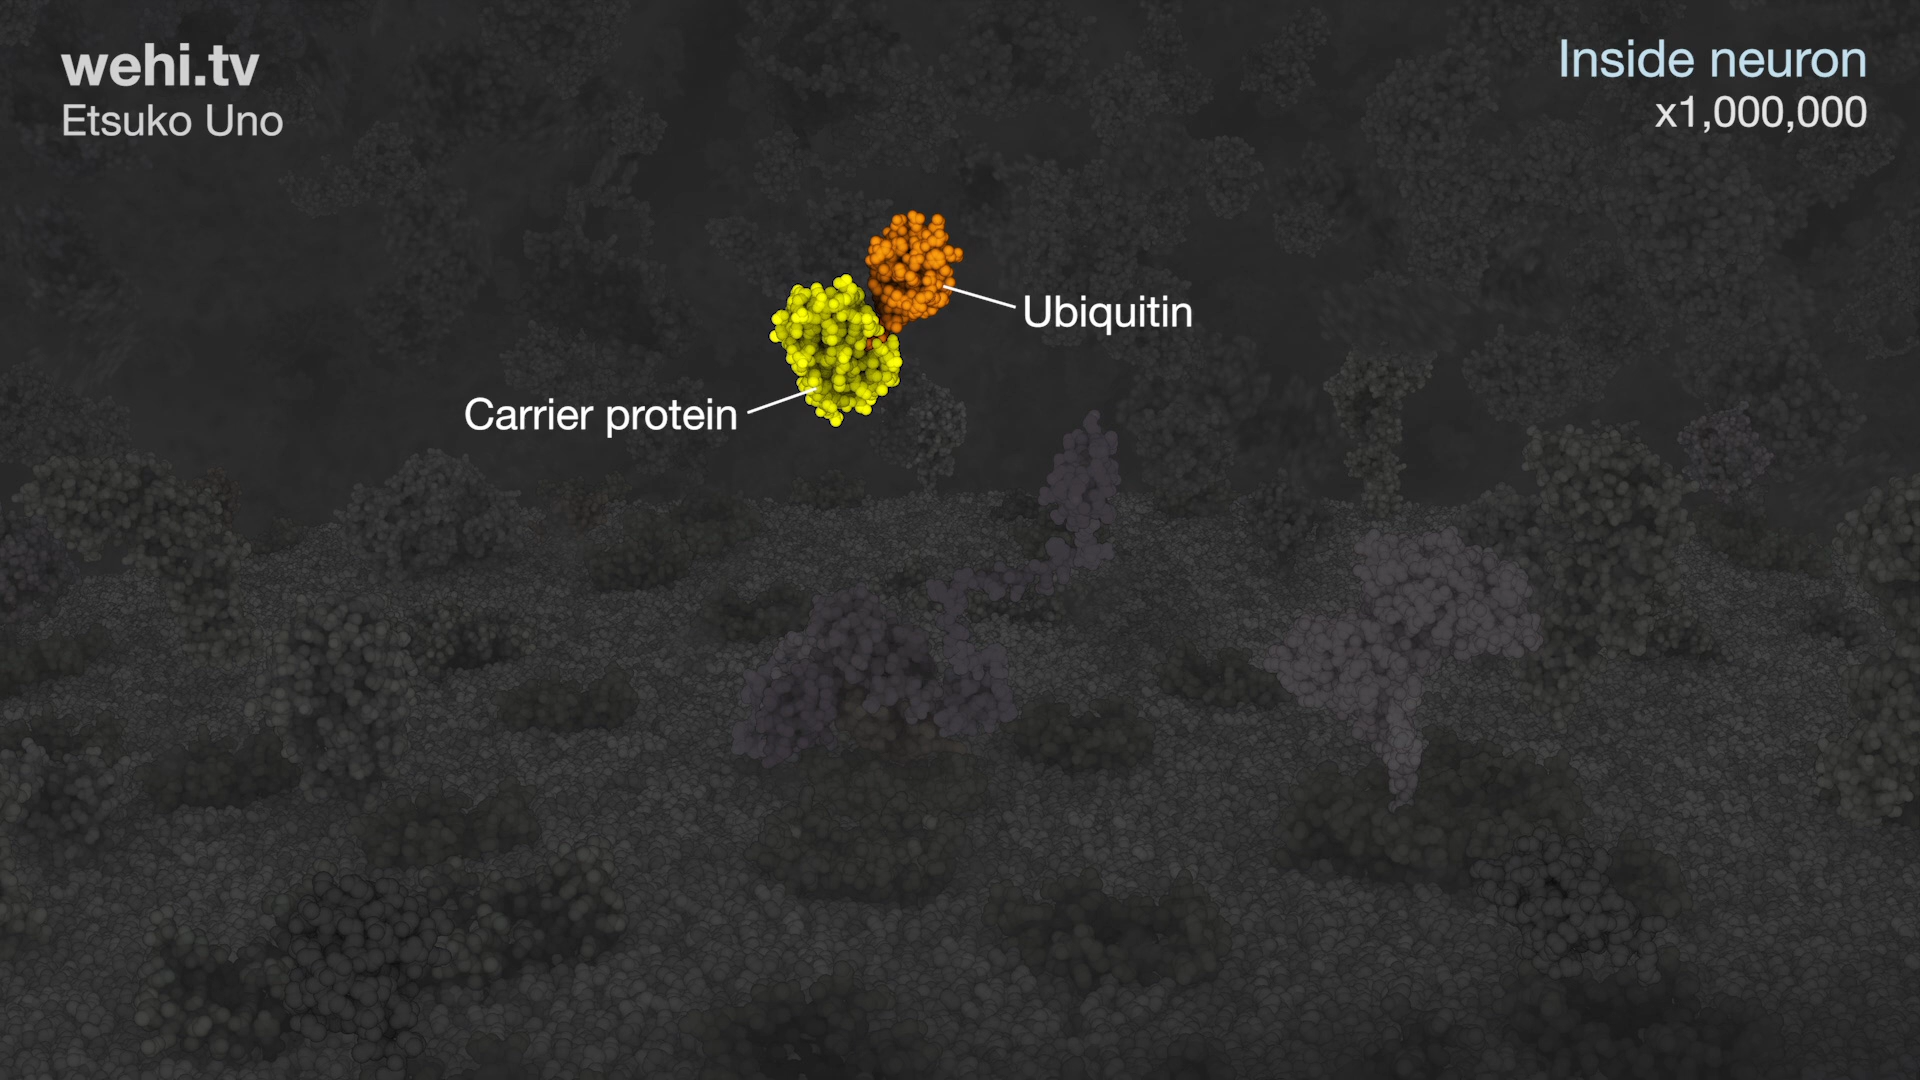 wehi.tv
Etsuko Uno
Inside neuron
x1,000,000
Ubiquitin
Carrier protein